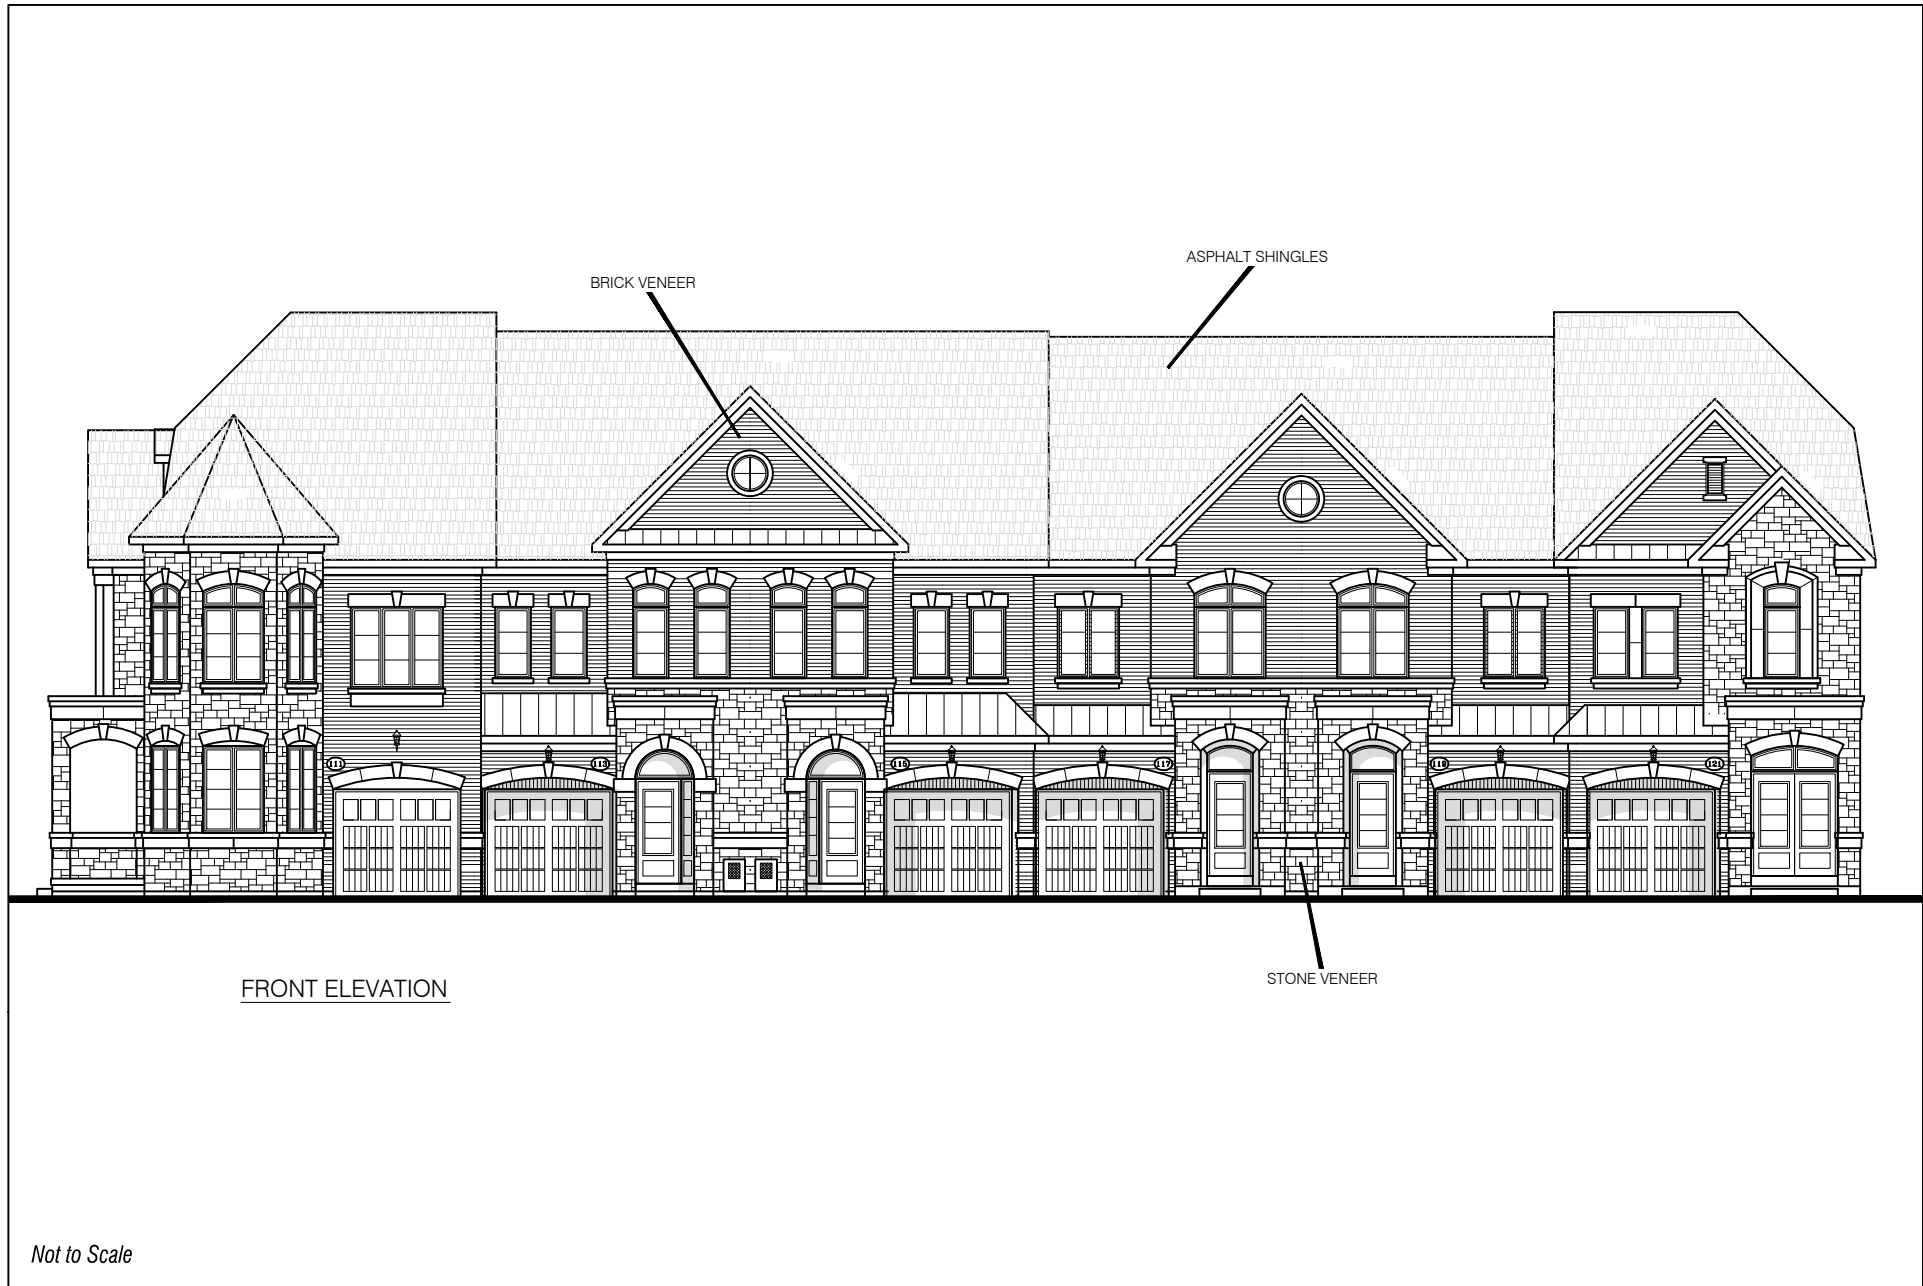 ASPHALT SHINGLES
BRICK VENEER
111
113
115
117
119
121
STONE VENEER
FRONT ELEVATION
Not to Scale